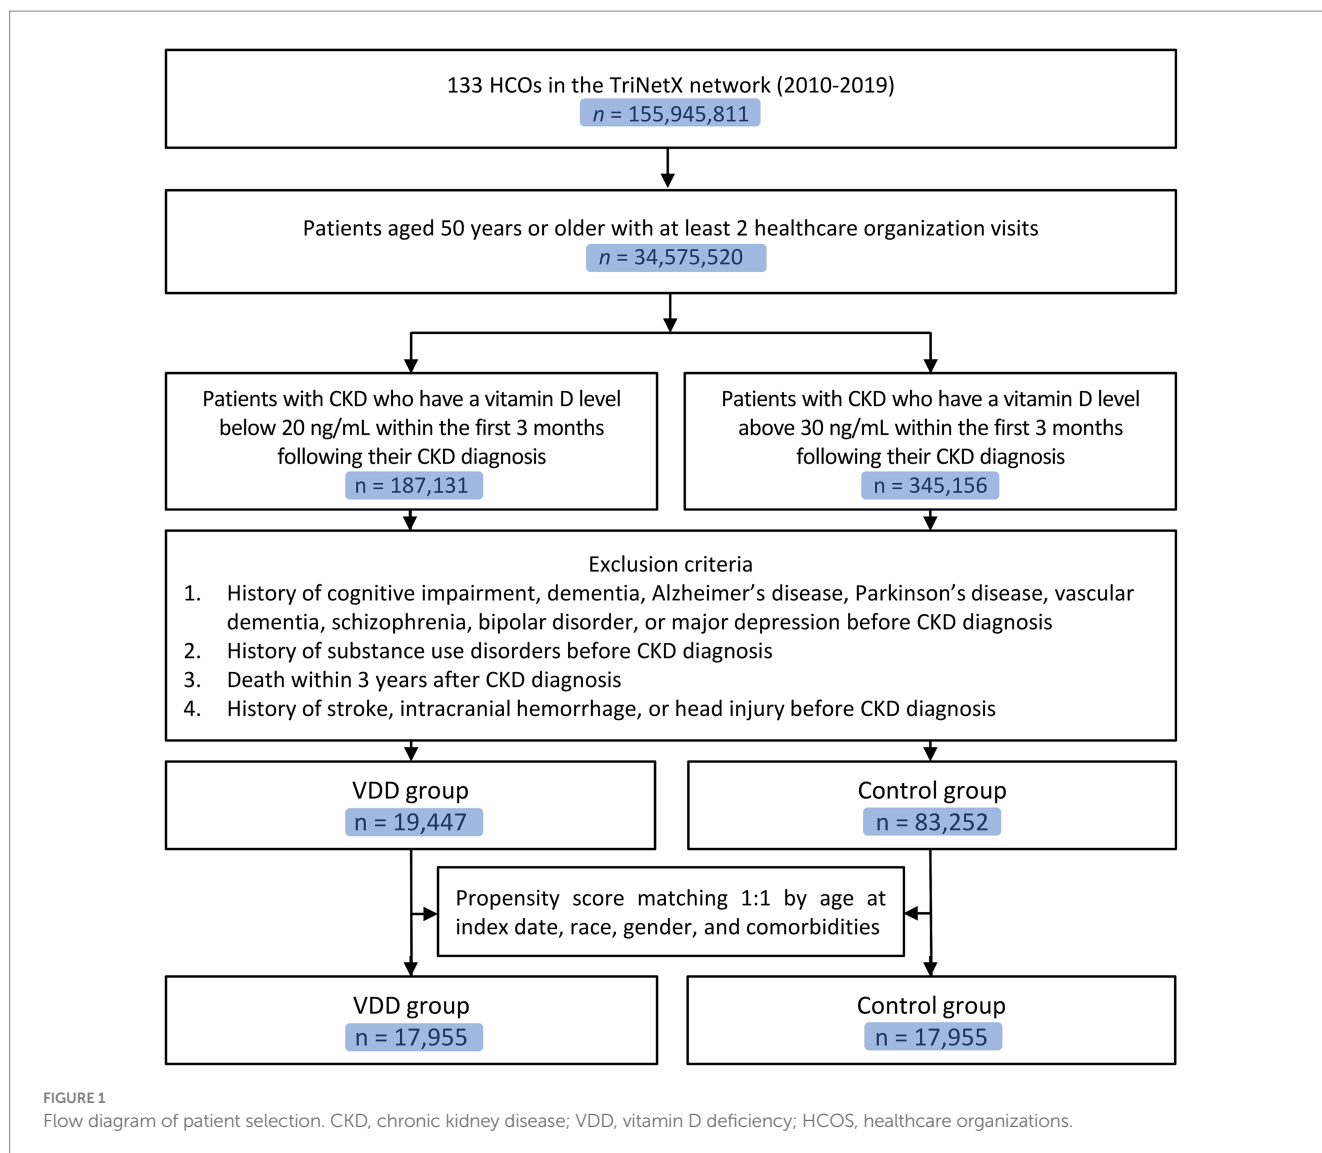 133 HCOs in the TriNetX network (2010-2019)
n = 155,945,811
Patients aged 50 years or older with at least 2 healthcare organization visits
n = 34,575,520
Patients with CKD who have a vitamin D level
below 20 ng/mL within the first 3 months
following their CKD diagnosis
n = 187,131
Patients with CKD who have a vitamin D level
above 30 ng/mL within the first 3 months
following their CKD diagnosis
n = 345,156
Exclusion criteria
1. History of cognitive impairment, dementia, Alzheimer’s disease, Parkinson’s disease, vascular
dementia, schizophrenia, bipolar disorder, or major depression before CKD diagnosis
2. History of substance use disorders before CKD diagnosis
3. Death within 3 years after CKD diagnosis
4. History of stroke, intracranial hemorrhage, or head injury before CKD diagnosis
VDD group
n = 19,447
Control group
n = 83,252
Propensity score matching 1:1 by age at
index date, race, gender, and comorbidities
VDD group
n = 17,955
Control group
n = 17,955
FIGURE 1
Flow diagram of patient selection. CKD, chronic kidney disease; VDD, vitamin D deficiency; HCOS, healthcare organizations.